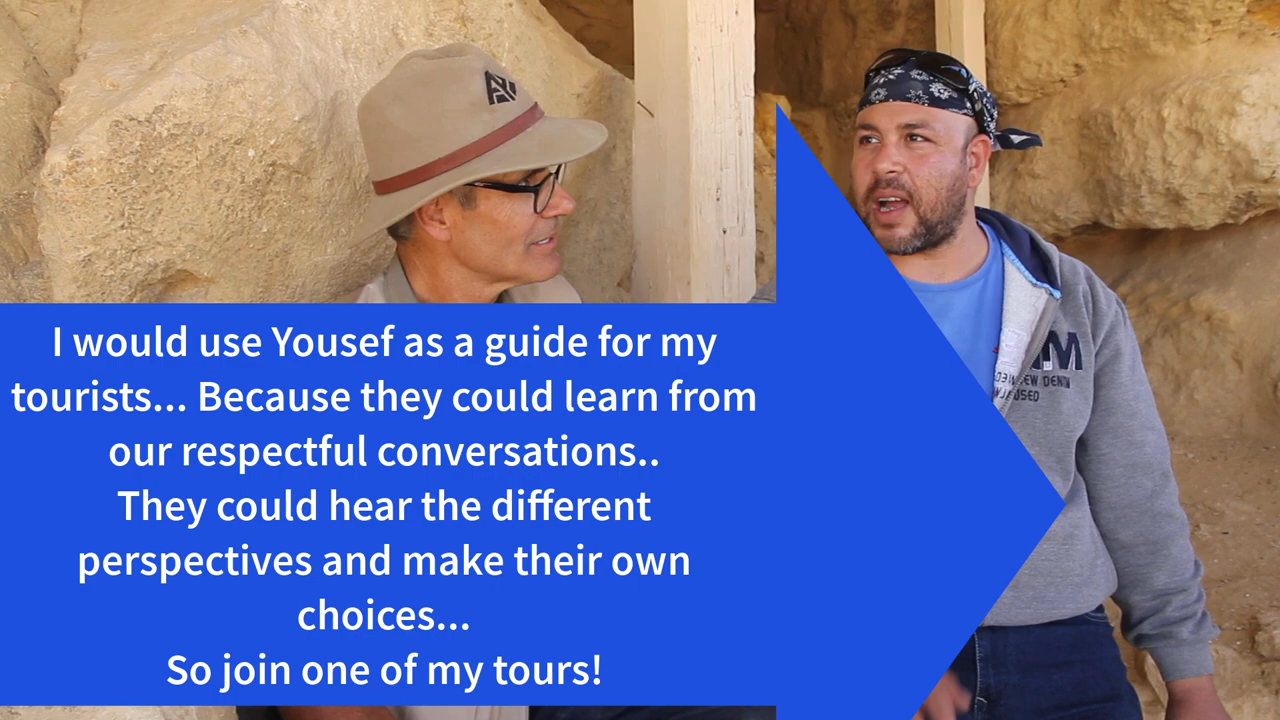 I would use Yousef as a guide for my
tourists... Because they could learn from
our respectful conversations..
They could hear the different
perspectives and make their own
choices...
So join one of my tours!